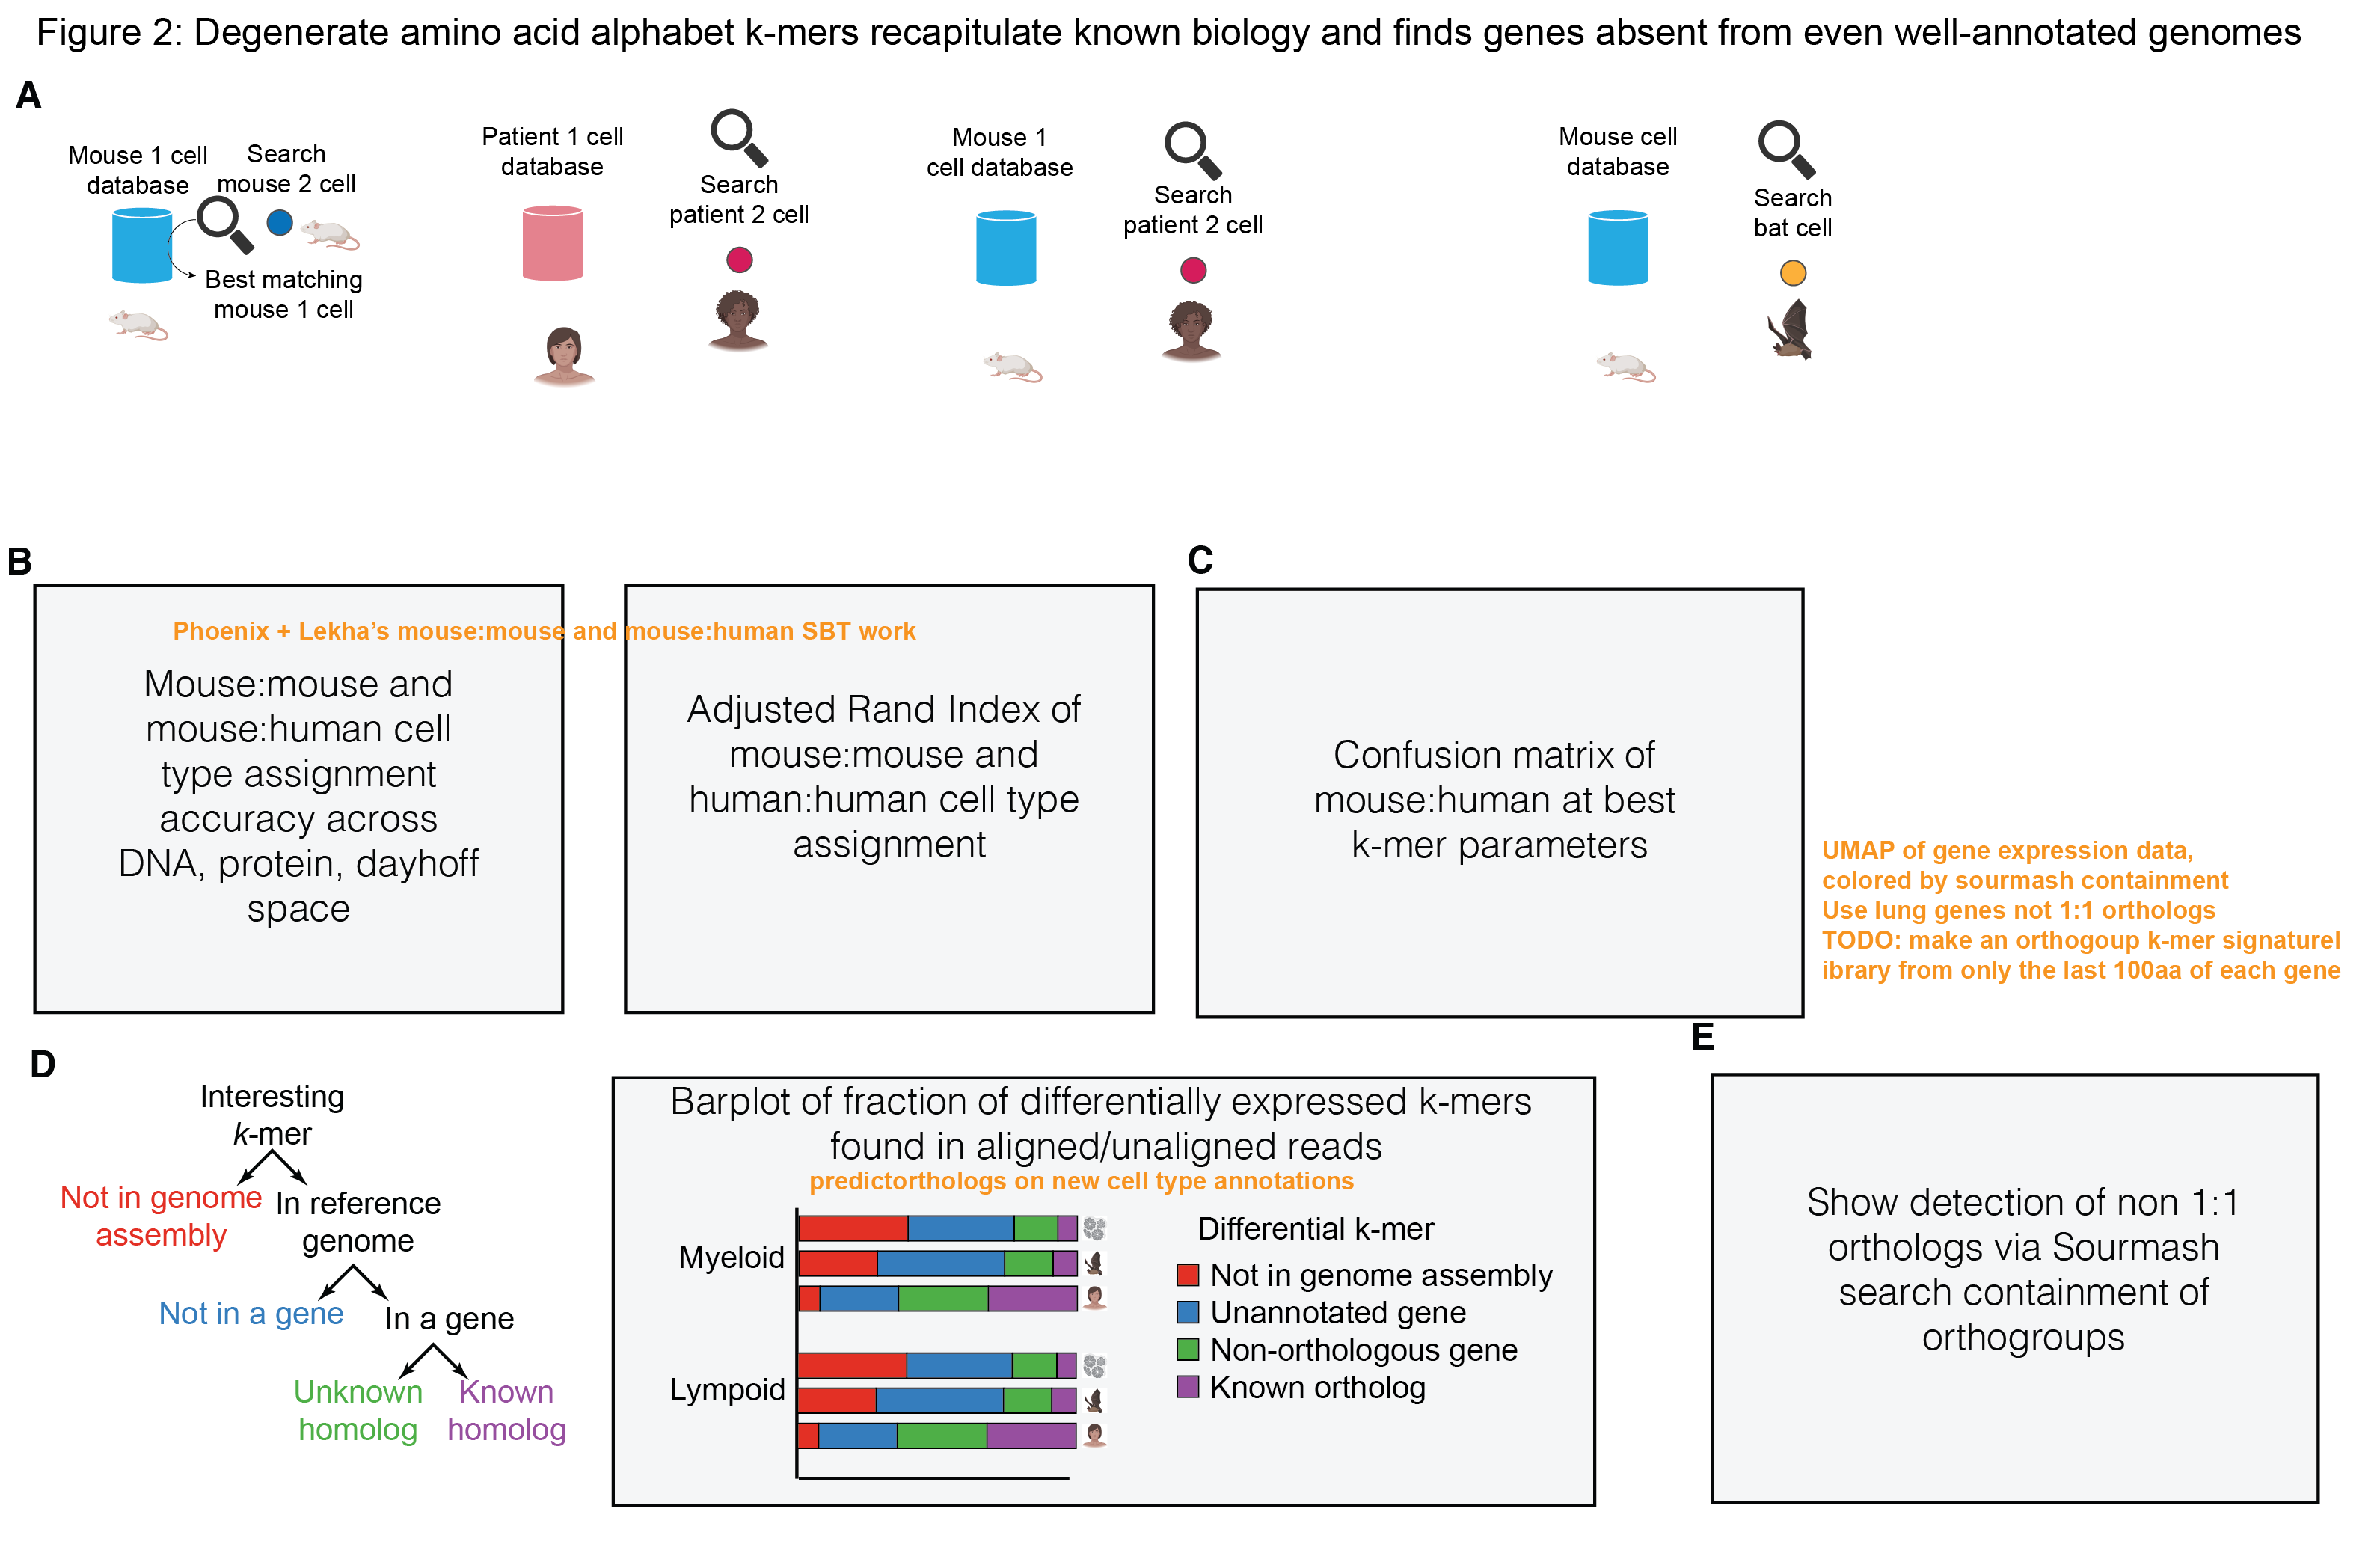 Figure 2: Degenerate amino acid alphabet k-mers recapitulate known biology and finds genes absent from even well-annotated genomes
A
Mouse 1 cell
database
Search
mouse 2 cell
Best matching
mouse 1 cell
Patient 1 cell
database
Search
patient 2 cell
Mouse 1
cell database
Search
patient 2 cell
Mouse cell
database
Search
bat cell
B
Phoenix + Lekha’s mouse:mouse and mouse:human SBT work
Mouse:mouse and
mouse:human cell
type assignment
accuracy across
DNA, protein, dayhoff
space
Adjusted Rand Index of
mouse:mouse and
human:human cell type
assignment
C
Confusion matrix of
mouse:human at best
k-mer parameters
UMAP of gene expression data,
colored by sourmash containment
Use lung genes not 1:1 orthologs
TODO: make an orthogoup k-mer signaturel
ibrary from only the last 100aa of each gene
D
Interesting
k-mer
Not in genome
assembly
In reference
genome
Not in a gene
In a gene
Unknown
homolog
Known
homolog
Barplot of fraction of differentially expressed k-mers
found in aligned/unaligned reads
predictorthologs on new cell type annotations
Myeloid
Lympoid
Differential k-mer
Not in genome assembly
Unannotated gene
Non-orthologous gene
Known ortholog
E
Show detection of non 1:1
orthologs via Sourmash
search containment of
orthogroups